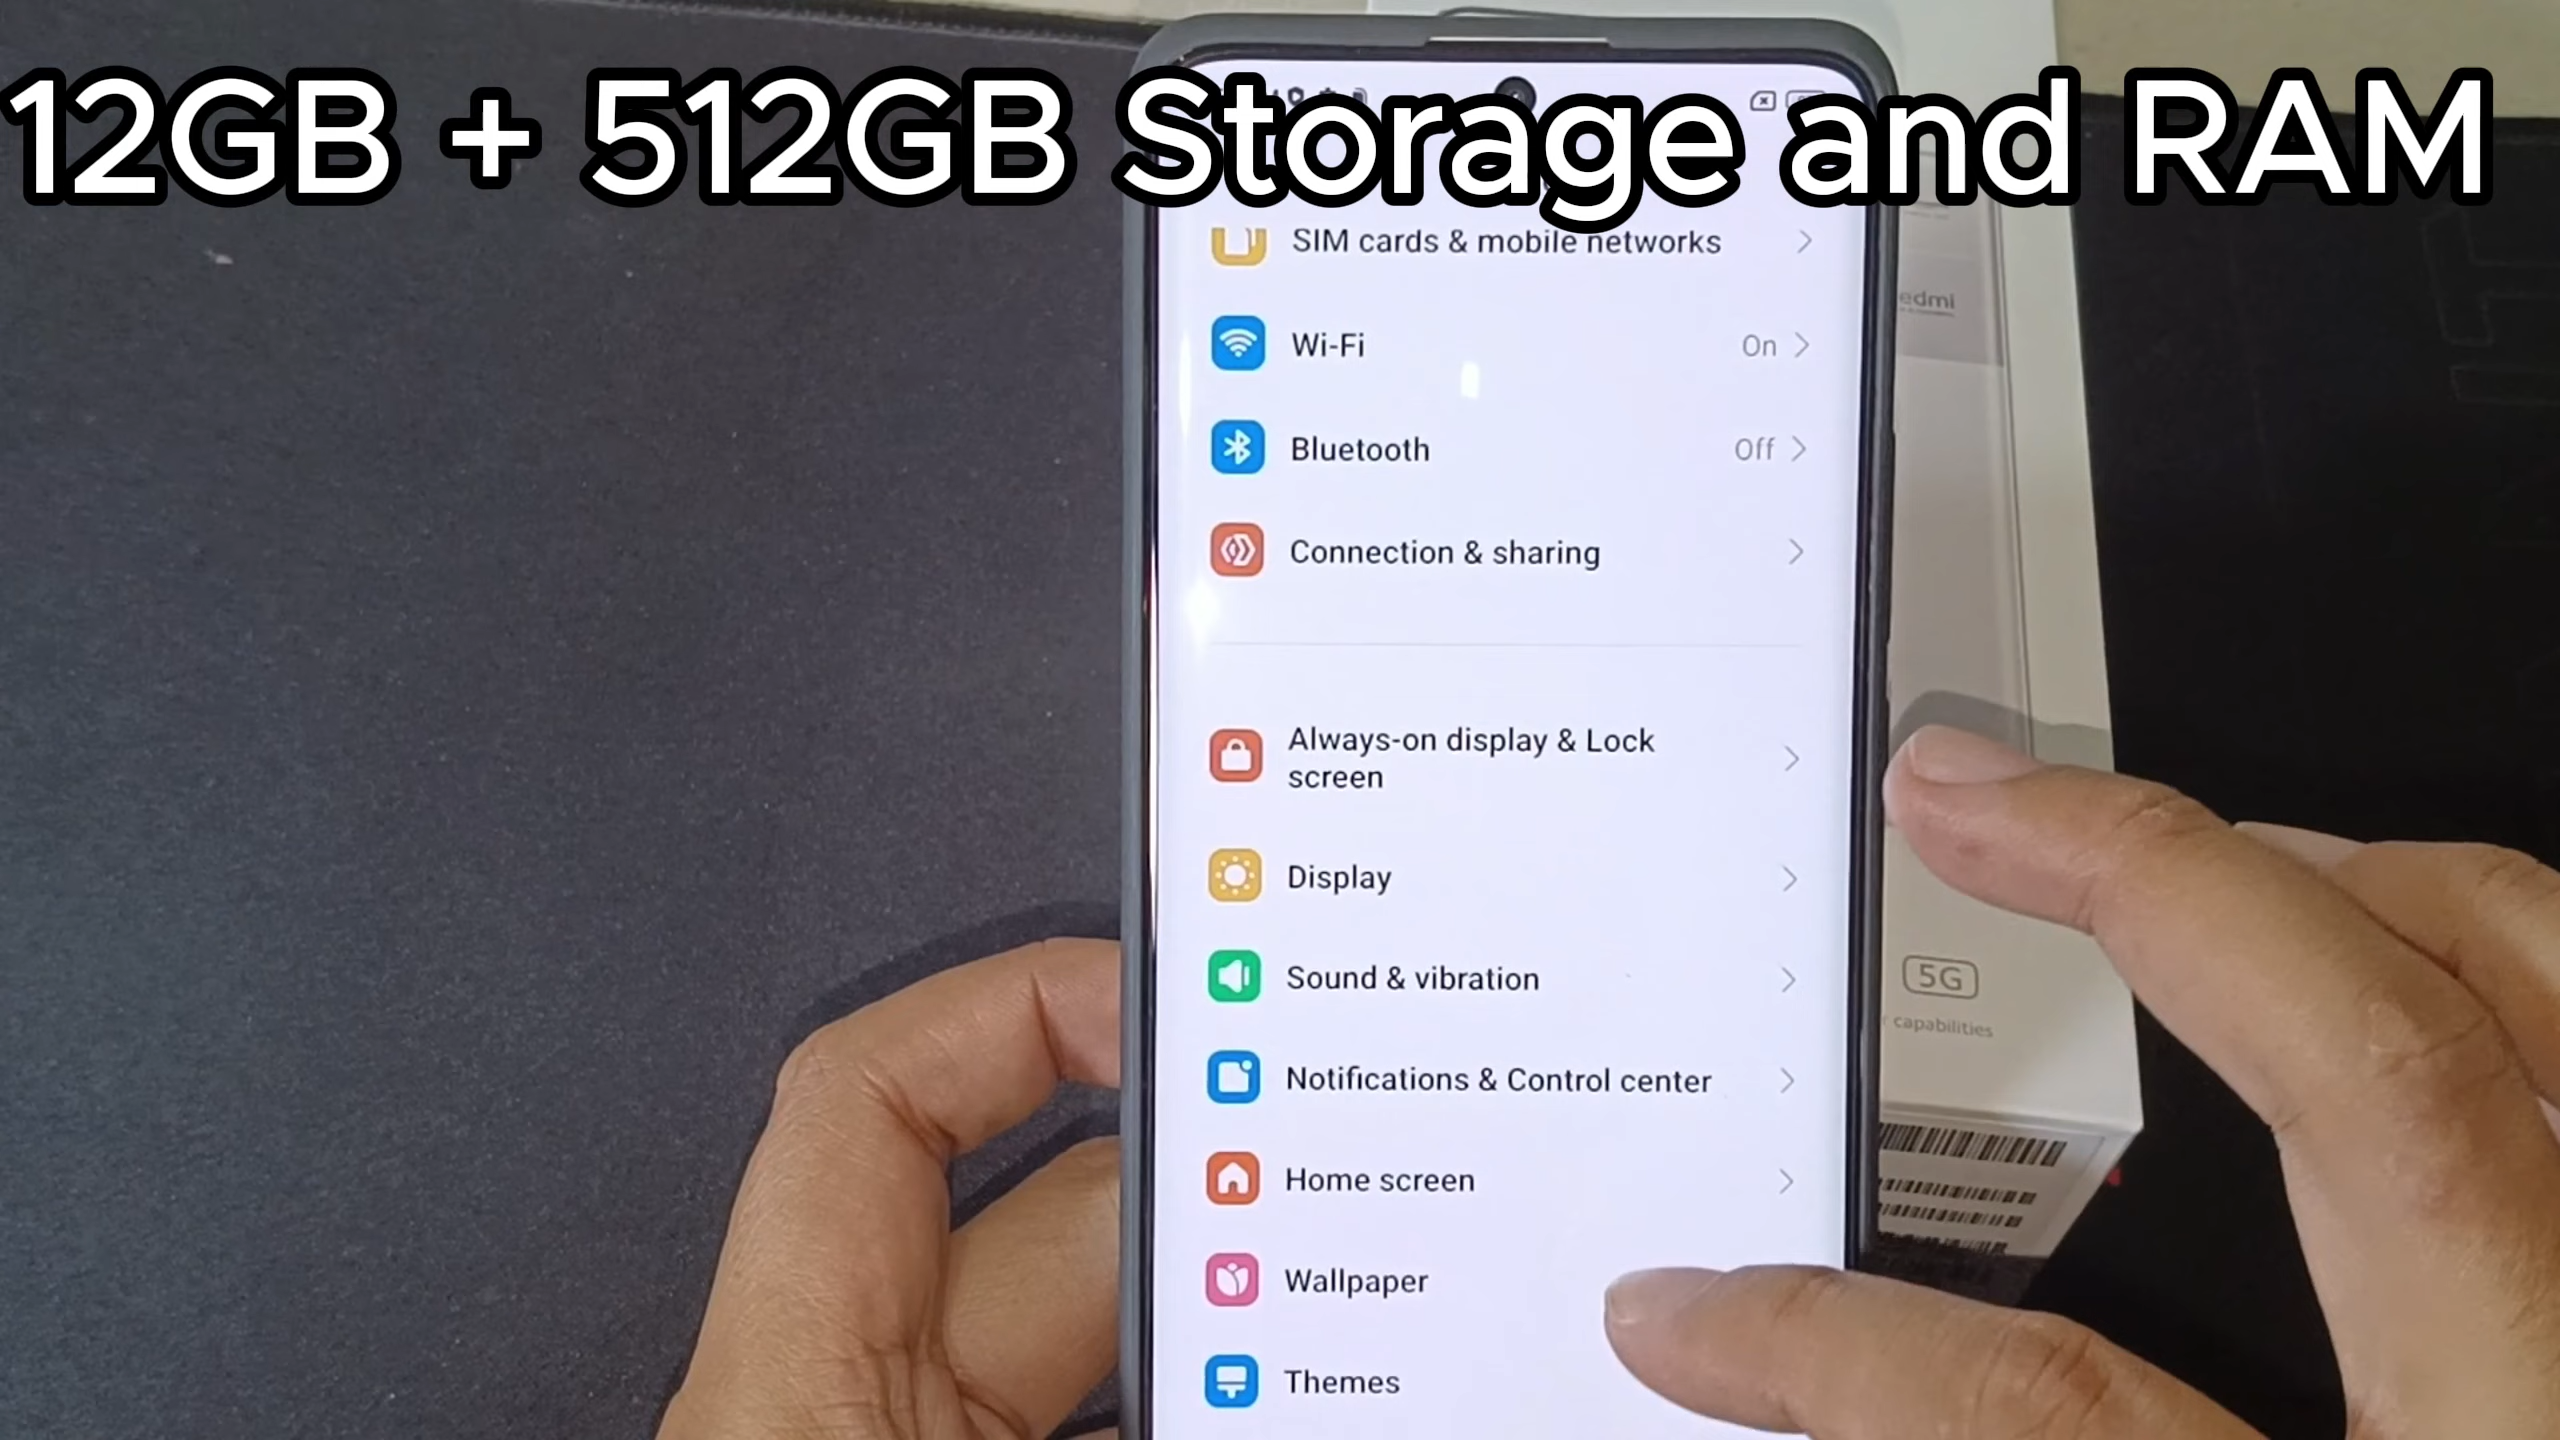 12GB + 512GB Storage and RAM
SIM cards & mobile networks
Wi-Fi
On
Bluetooth
Off
Connection & sharing
Always-on display & Lock
screen
Display
Sound & vibration
Notifications & Control center
Home screen
Wallpaper
Themes
edmi
5G
capabilities